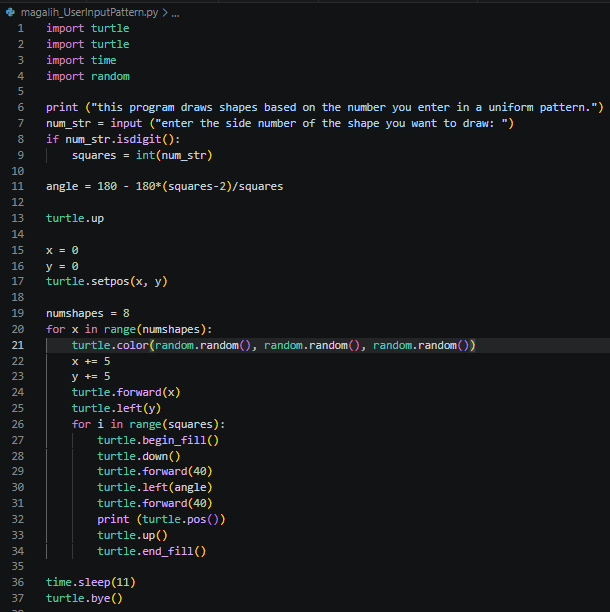 magalih_UserInputPattern.py > ...
1 import turtle
2 import turtle
3 import time
4 import random
5
6 print ("this program draws shapes based on the number you enter in a uniform pattern.")
7 num_str = input ("enter the side number of the shape you want to draw: ")
8 if num_str.isdigit():
9     squares = int(num_str)
10
11 angle = 180 - 180*(squares-2)/squares
12
13 turtle.up
14
15 x = 0
16 y = 0
17 turtle.setpos(x, y)
18
19 numshapes = 8
20 for x in range(numshapes):
21     turtle.color(random.random(), random.random(), random.random())
22     x += 5
23     y += 5
24     turtle.forward(x)
25     turtle.left(y)
26     for i in range(squares):
27         turtle.begin_fill()
28         turtle.down()
29         turtle.forward(40)
30         turtle.left(angle)
31         turtle.forward(40)
32         print (turtle.pos())
33         turtle.up()
34         turtle.end_fill()
35
36 time.sleep(11)
37 turtle.bye()